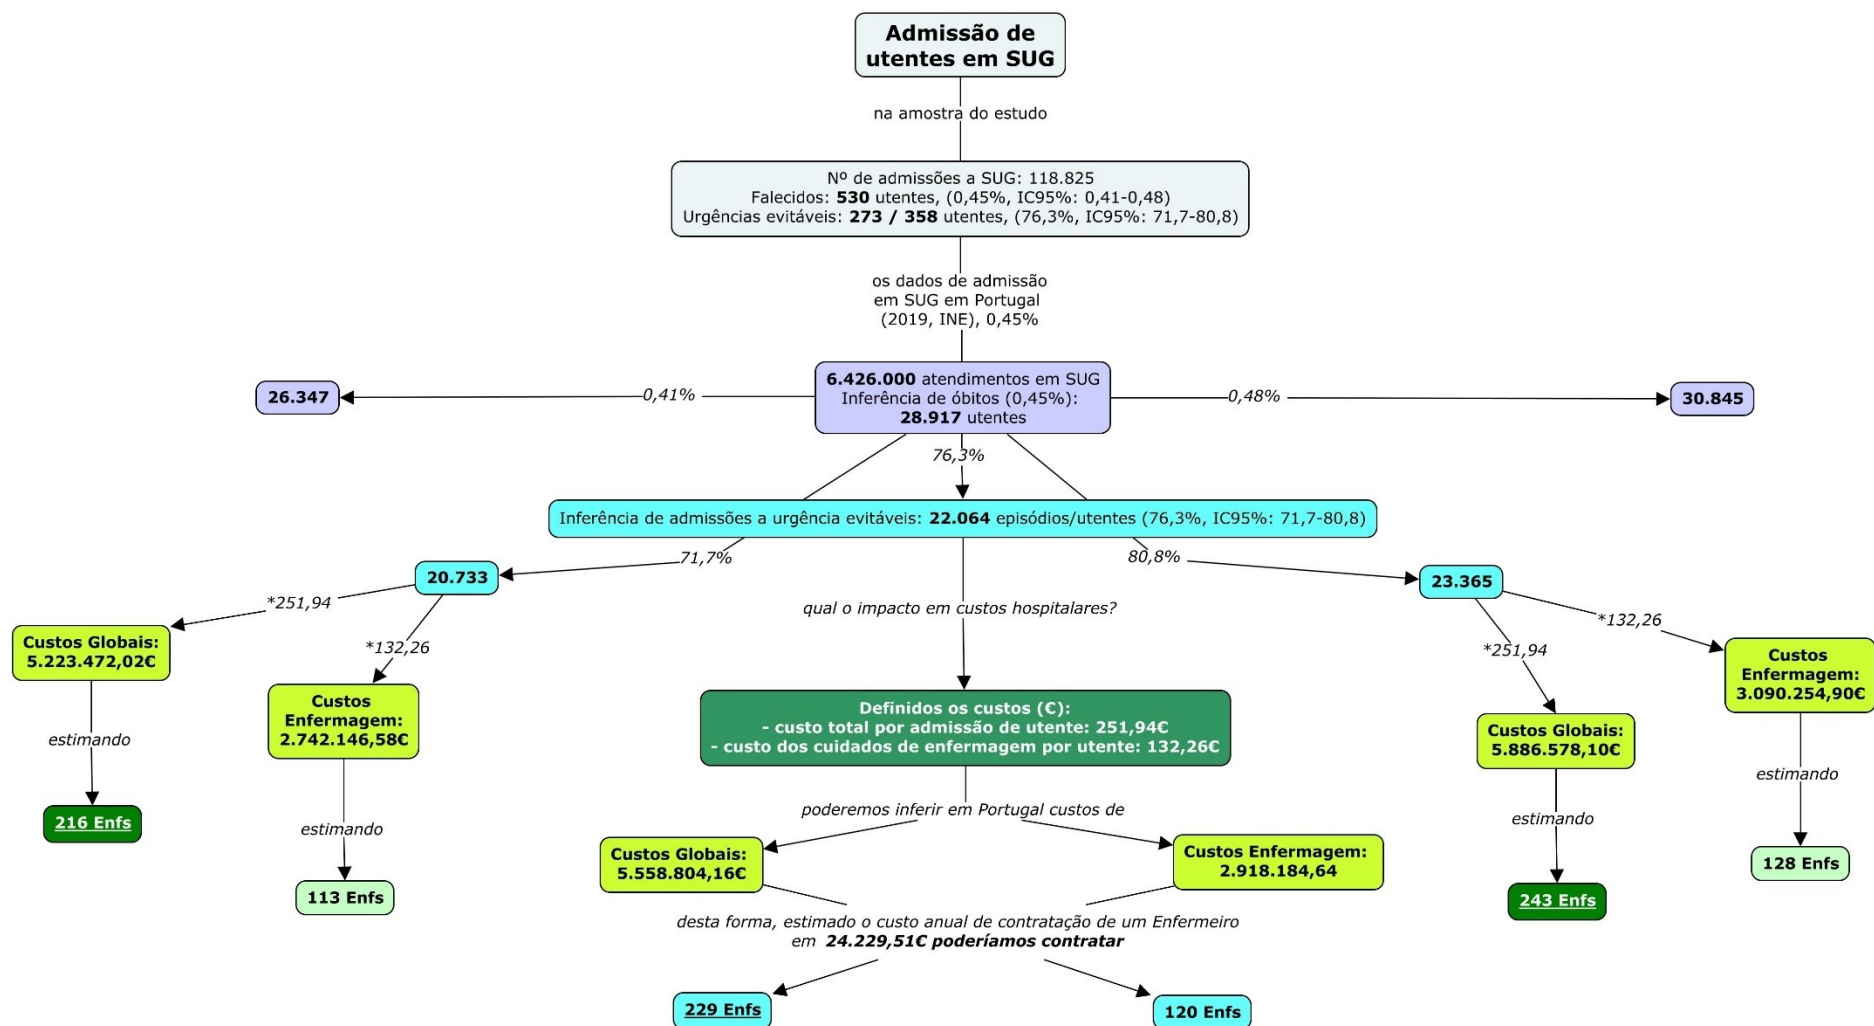 Admissão de
utentes em SUG
na amostra do estudo
Nº de admissões a SUG: 118.825
Falecidos: 530 utentes, (0,45%, IC95%: 0,41-0,48)
Urgências evitáveis: 273 / 358 utentes, (76,3%, IC95%: 71,7-80,8)
os dados de admissão
em SUG em Portugal
(2019, INE), 0,45%
26.347
0,41%
6.426.000 atendimentos em SUG
Inferência de óbitos (0,45%):
28.917 utentes
0,48%
30.845
76,3%
Inferência de admissões a urgência evitáveis: 22.064 episódios/utentes (76,3%, IC95%: 71,7-80,8)
71,7%
80,8%
20.733
23.365
*251,94
*132,26
qual o impacto em custos hospitalares?
*251,94
*132,26
Custos Globais:
5.223.472,02€
Custos
Enfermagem:
2.742.146,58€
Definidos os custos (€):
- custo total por admissão de utente: 251,94€
- custo dos cuidados de enfermagem por utente: 132,26€
Custos Globais:
5.886.578,10€
Custos
Enfermagem:
3.090.254,90€
estimando
216 Enfs
estimando
113 Enfs
poderemos inferir em Portugal custos de
Custos Globais:
5.558.804,16€
Custos Enfermagem:
2.918.184,64
estimando
243 Enfs
estimando
128 Enfs
desta forma, estimado o custo anual de contratação de um Enfermeiro
em 24.229,51€ poderíamos contratar
229 Enfs
120 Enfs